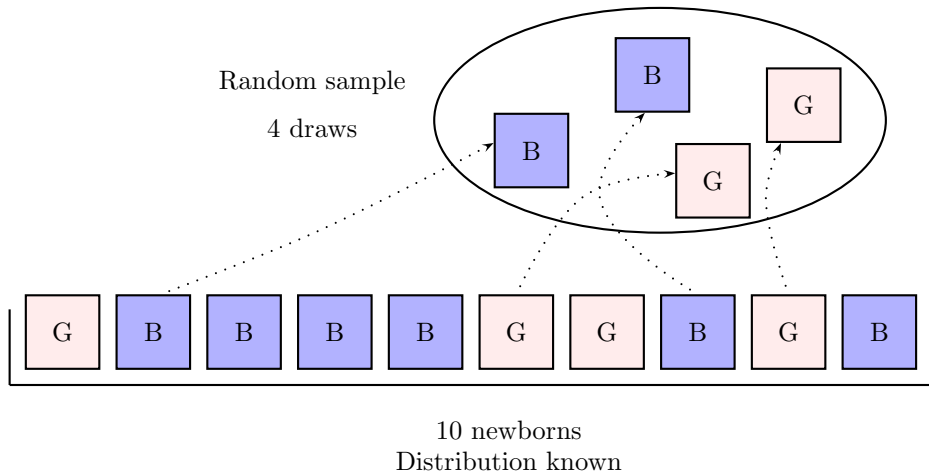 Random sample
4 draws
B
B
G
G
G B B B B G G B G B
10 newborns
Distribution known